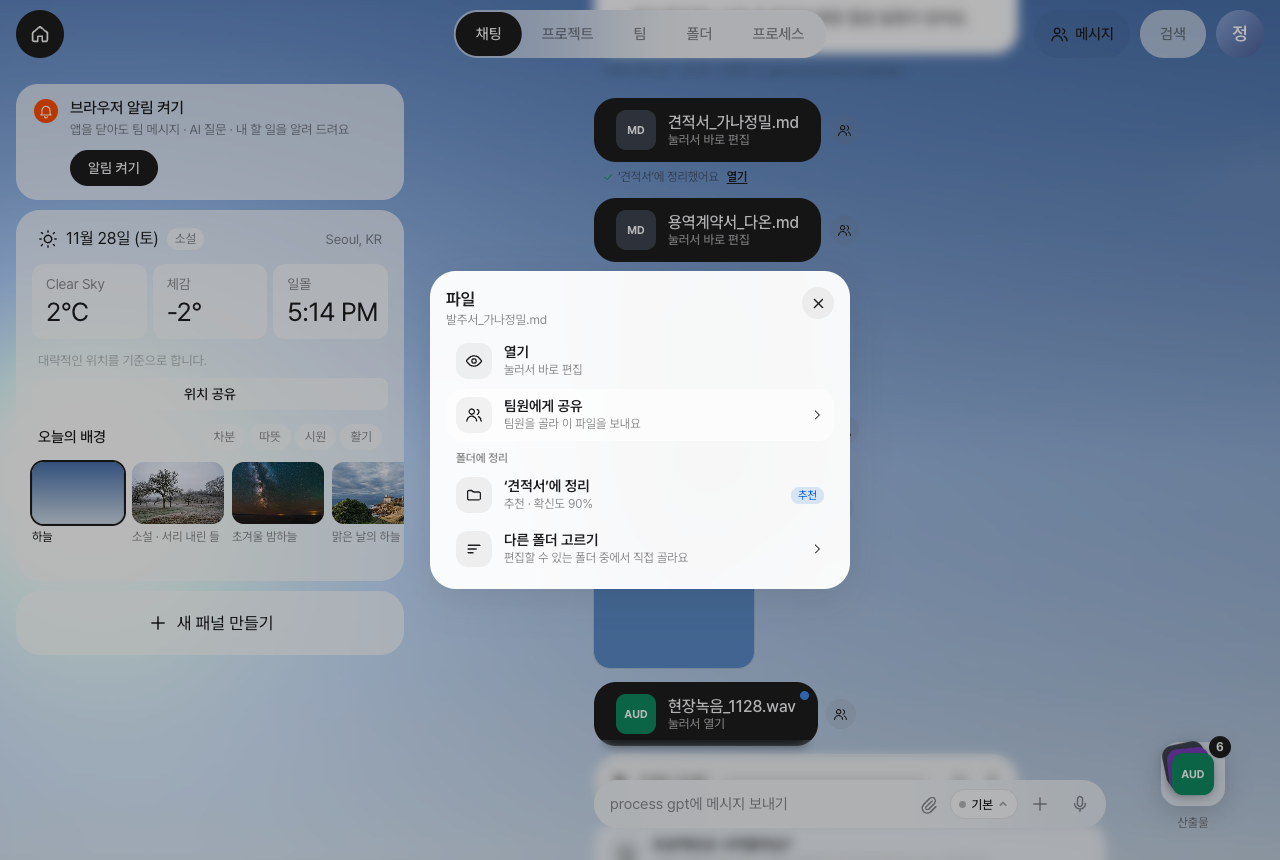 채팅
프로젝트
팀
폴더
프로세스
메시지
검색
정
브라우저 알림 켜기
앱을 닫아도 팀 메시지 · AI 질문 · 내 할 일을 알려 드려요
알림 켜기
11월 28일 (토)
소설
Seoul, KR
Clear Sky
2°C
체감
-2°
일몰
5:14 PM
대략적인 위치를 기준으로 합니다.
위치 공유
오늘의 배경
차분
따뜻
시원
활기
하늘
소설 · 서리 내린 들
초겨울 밤하늘
맑은 날의 하늘
새 패널 만들기
MD
견적서_가나정밀.md
눌러서 바로 편집
‘견적서’에 정리했어요 열기
MD
용역계약서_다온.md
눌러서 바로 편집
파일
발주서_가나정밀.md
열기
눌러서 바로 편집
팀원에게 공유
팀원을 골라 이 파일을 보내요
폴더에 정리
‘견적서’에 정리
추천 · 확신도 90%
추천
다른 폴더 고르기
편집할 수 있는 폴더 중에서 직접 골라요
AUD
현장녹음_1128.wav
눌러서 열기
process gpt에 메시지 보내기
기본
6
AUD
산출물